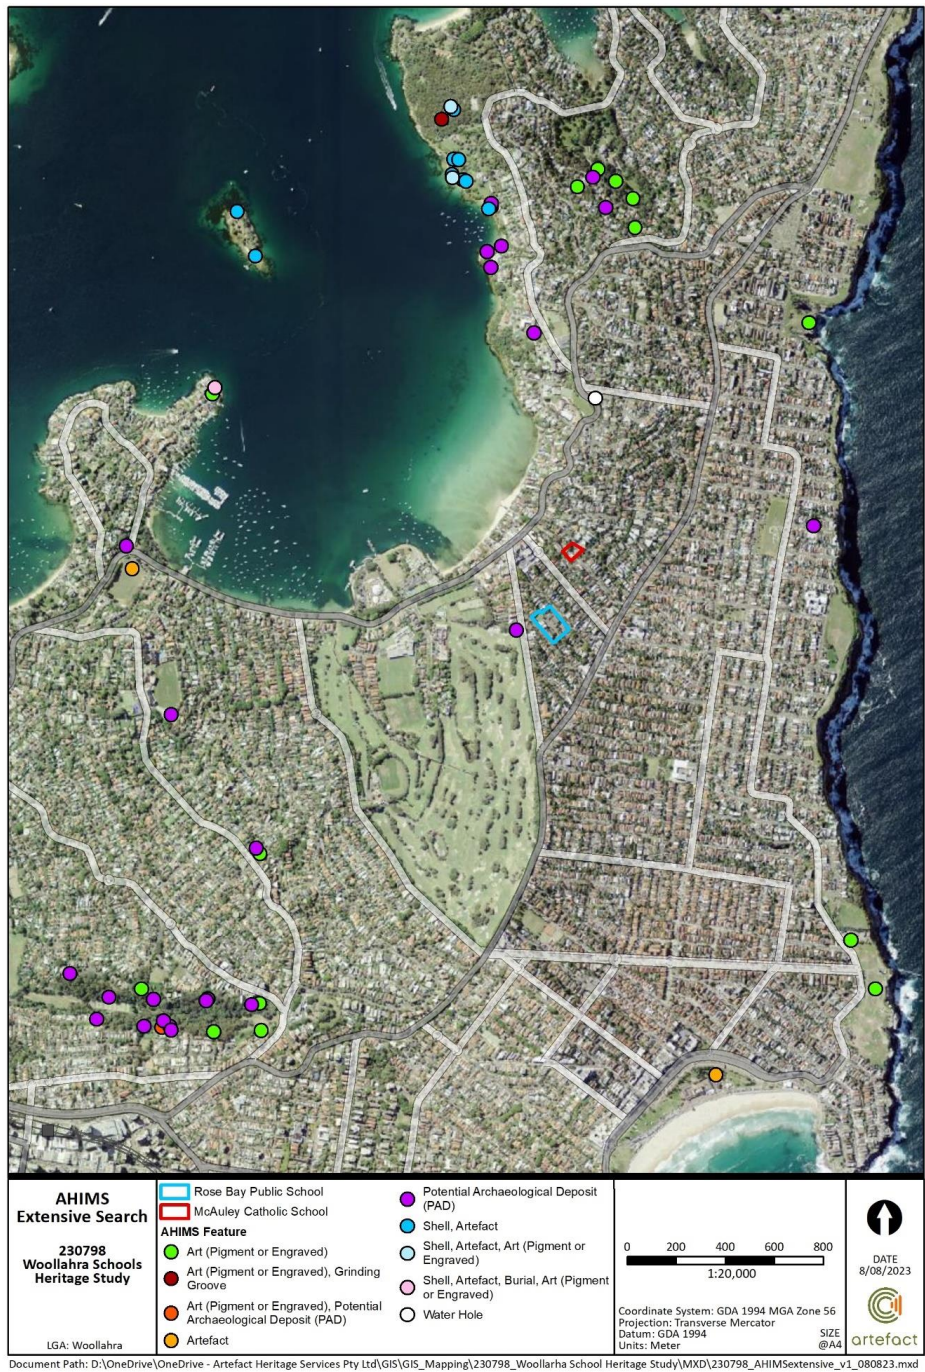 AHIMS
Extensive Search
230798
Woollahra Schools
Heritage Study
LGA: Woollahra
Rose Bay Public School
McAuley Catholic School
AHIMS Feature
Art (Pigment or Engraved)
Art (Pigment or Engraved), Grinding
Groove
Art (Pigment or Engraved), Potential
Archaeological Deposit (PAD)
Artefact
Potential Archaeological Deposit
(PAD)
Shell, Artefact
Shell, Artefact, Art (Pigment or
Engraved)
Shell, Artefact, Burial, Art (Pigment
or Engraved)
Water Hole
0 200 400 600 800
1:20,000
Coordinate System: GDA 1994 MGA Zone 56
Projection: Transverse Mercator
Datum: GDA 1994
Units: Meter
SIZE
@A4
DATE
8/08/2023
artefact
Document Path: D:\OneDrive\OneDrive - Artefact Heritage Services Pty Ltd\GIS\GIS_Mapping\230798_Woollarha School Heritage Study\MXD\230798_AHIMSextensive_v1_080823.mxd